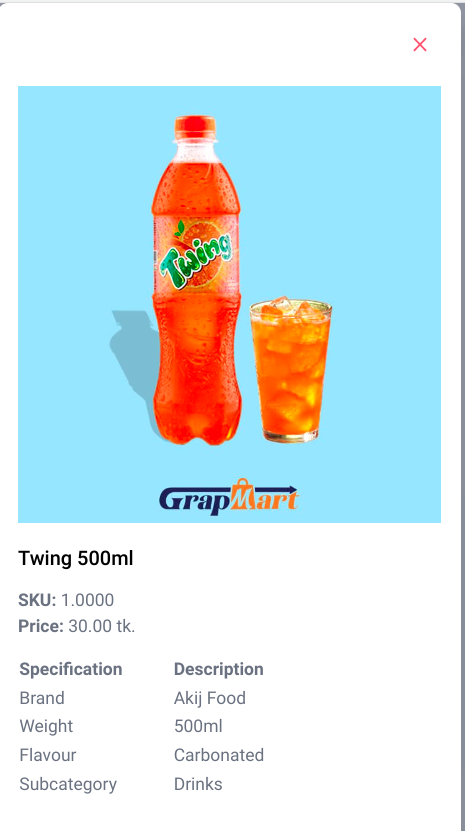 Twing
GrapMart
Twing 500ml
SKU: 1.0000
Price: 30.00 tk.
Specification Description
Brand Akij Food
Weight 500ml
Flavour Carbonated
Subcategory Drinks